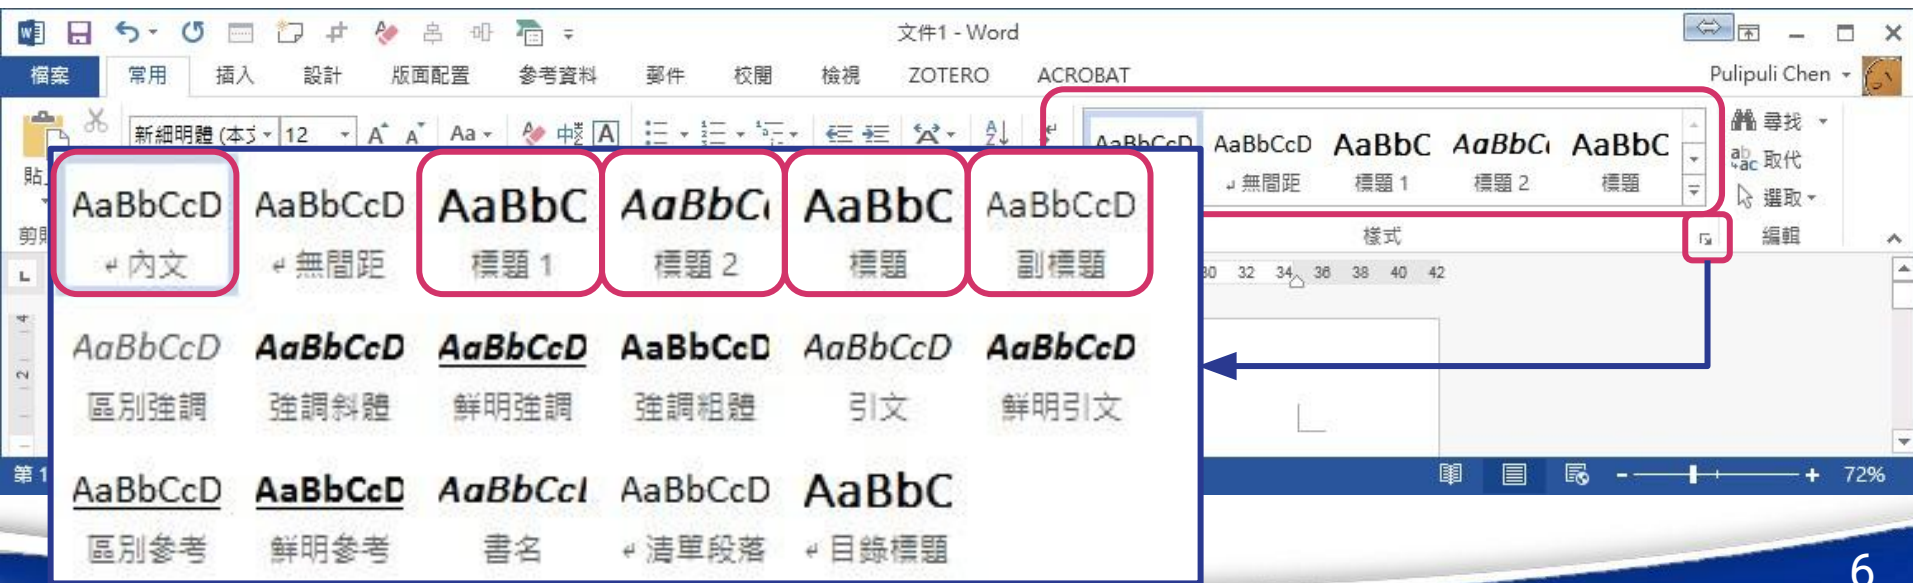 文件1 - Word
檔案 常用 插入 設計 版面配置 參考資料 郵件 校閱 檢視 ZOTERO ACROBAT Pulipuli Chen
新細明體 (本文 12 Aa 中 A
AaBbCcD AaBbCcD AaBbC AaBbC AaBbC
尋找
取代
選取
無間距 標題 1 標題 2 標題
樣式 編輯
貼
AaBbCcD AaBbCcD AaBbC AaBbC AaBbC AaBbCcD
內文 無間距 標題 1 標題 2 標題 副標題
30 32 34 36 38 40 42
AaBbCcD AaBbCcD AaBbCcD AaBbCcD AaBbCcD AaBbCcD
區別強調 強調斜體 鮮明強調 強調粗體 引文 鮮明引文
AaBbCcD AaBbCcD AaBbCcI AaBbCcD AaBbC
區別參考 鮮明參考 書名 清單段落 目錄標題
第 1
72%
6